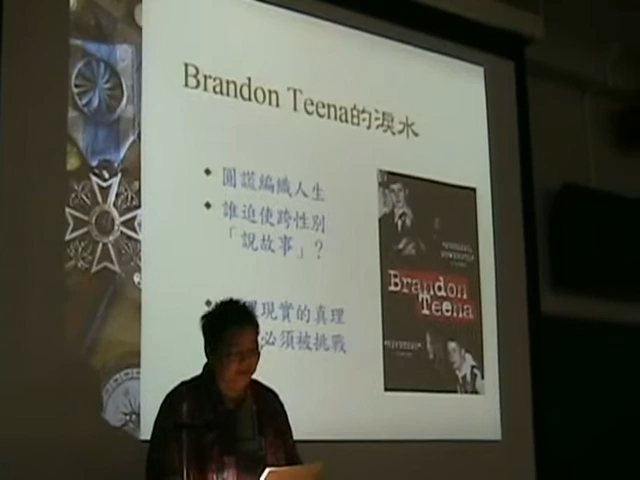 Brandon Teena的淚水
圓謊編織人生
誰迫使跨性別
「說故事」?
現實的真理
必須被挑戰
Brandon
Teena